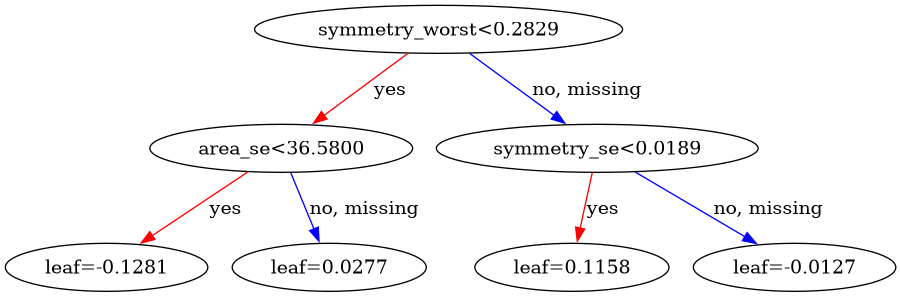 symmetry_worst<0.2829
yes
no, missing
area_se<36.5800
symmetry_se<0.0189
yes
no, missing
yes
no, missing
leaf=-0.1281
leaf=0.0277
leaf=0.1158
leaf=-0.0127